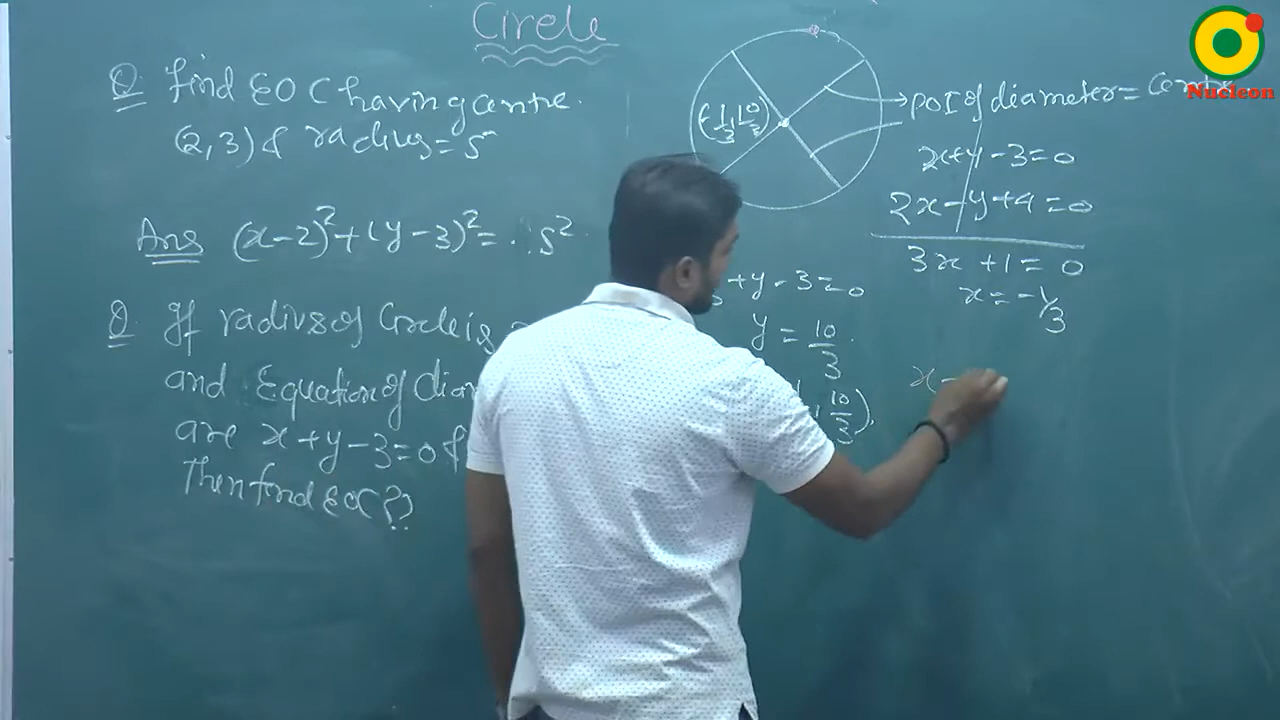 Circle
Q. find EOC having centre.
(2,3) & radius=5
Ans (x-2)²+(y-3)²=5²
Q. If radius of Circle is
and Equation of
are x+y-3=0 &
Then find EOC??
(-1/3, 10/3)
POI of diameter= Centre
x+y-3=0
2x-y+4=0
3x +1=0
x=-1/3
+y-3=0
y = 10/3.
, 10/3).
x
Nucleon